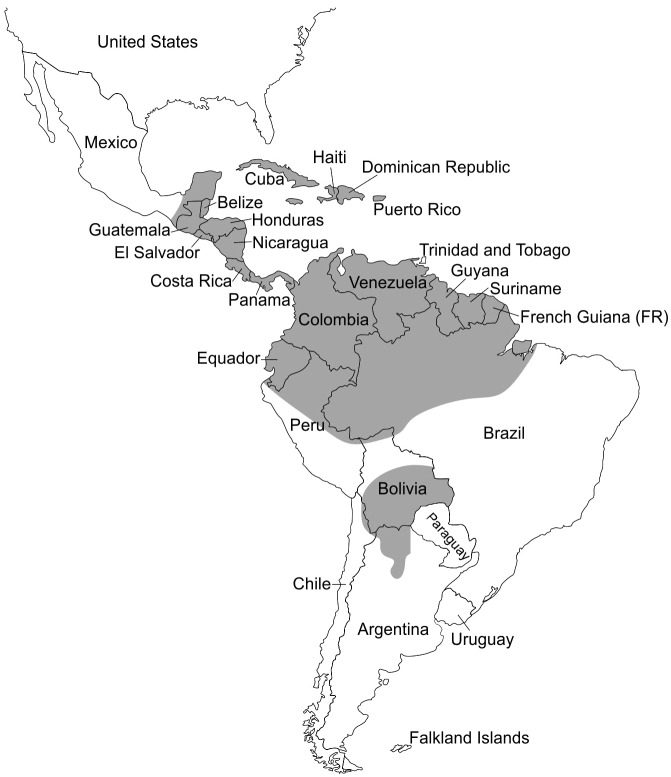 United States
Mexico
Haiti
Dominican Republic
Cuba
Puerto Rico
Belize
Honduras
Guatemala
El Salvador
Nicaragua
Costa Rica
Panama
Trinidad and Tobago
Guyana
Venezuela
Suriname
French Guiana (FR)
Colombia
Equador
Peru
Brazil
Bolivia
Paraguay
Chile
Argentina
Uruguay
Falkland Islands